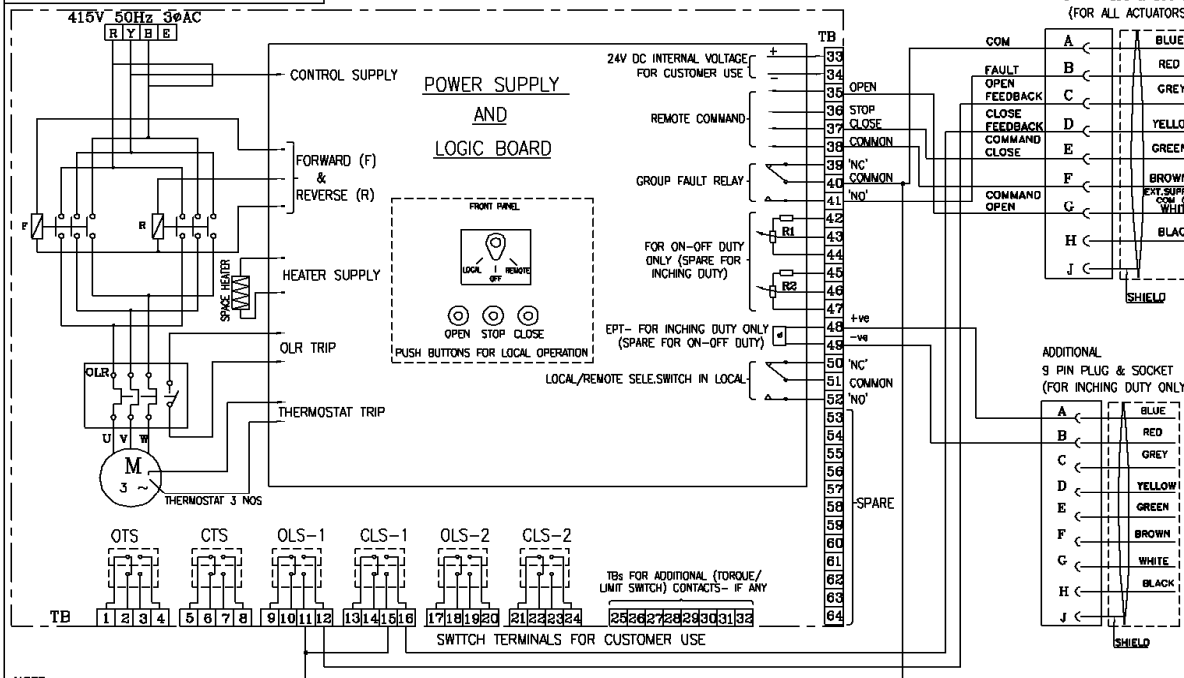 415V 50Hz 3øAC
R Y B E
CONTROL SUPPLY
POWER SUPPLY
AND
LOGIC BOARD
FORWARD (F)
&
REVERSE (R)
F
R
SPACE HEATER
HEATER SUPPLY
OLR TRIP
OLR
THERMOSTAT TRIP
U V W
M
3 ~
THERMOSTAT 3 NOS
FRONT PANEL
LOCAL
OFF
REMOTE
OPEN STOP CLOSE
PUSH BUTTONS FOR LOCAL OPERATION
24V DC INTERNAL VOLTAGE
FOR CUSTOMER USE
+
−
REMOTE COMMAND
GROUP FAULT RELAY
FOR ON-OFF DUTY
ONLY (SPARE FOR
INCHING DUTY)
R1
R2
EPT- FOR INCHING DUTY ONLY
(SPARE FOR ON-OFF DUTY)
LOCAL/REMOTE SELE.SWITCH IN LOCAL
TB
33
34
35 OPEN
36 STOP
37 CLOSE
38 COMMON
39 'NC'
40 COMMON
41 'NO'
42
43
44
45
46
47
48 +ve
49 -ve
50 'NC'
51 COMMON
52 'NO'
53
54
55
56
57
58
59
60
61
62
63
64
SPARE
OTS CTS OLS-1 CLS-1 OLS-2 CLS-2
TBs FOR ADDITIONAL (TORQUE/
LIMIT SWITCH) CONTACTS- IF ANY
TB 1 2 3 4 5 6 7 8 9 10 11 12 13 14 15 16 17 18 19 20 21 22 23 24 25 26 27 28 29 30 31 32
SWITCH TERMINALS FOR CUSTOMER USE
(FOR ALL ACTUATORS
COM A BLUE
FAULT B RED
OPEN
FEEDBACK C GREY
CLOSE
FEEDBACK D YELLO
COMMAND
CLOSE E GREEN
F BROWN
COMMAND
OPEN G
WHIT
H BLAC
J
SHIELD
ADDITIONAL
9 PIN PLUG & SOCKET
(FOR INCHING DUTY ONLY
A BLUE
B RED
C GREY
D YELLOW
E GREEN
F BROWN
G WHITE
H BLACK
J
SHIELD